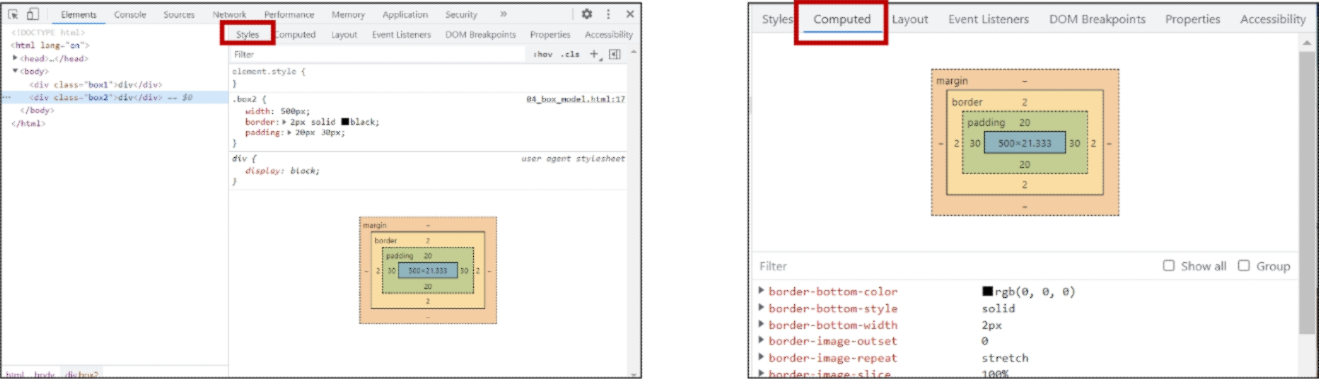 Elements Console Sources Network Performance Memory Application Security »
<!DOCTYPE html>
<html lang="en">
▶<head>…</head>
▼<body>
<div class="box1">div</div>
<div class="box2">div</div> == $0
</body>
</html>
html body div.box2
Styles Computed Layout Event Listeners DOM Breakpoints Properties Accessibility
Filter :hov .cls +
element.style {
}
.box2 { 04_box_model.html:17
width: 500px;
border:▶ 2px solid black;
padding:▶ 20px 30px;
}
div { user agent stylesheet
display: block;
}
margin –
border 2
padding 20
– 2 30 500×21.333 30 2 –
20
2
–
Styles Computed Layout Event Listeners DOM Breakpoints Properties Accessibility
margin –
border 2
padding 20
– 2 30 500×21.333 30 2 –
20
2
–
Filter Show all Group
▶ border-bottom-color rgb(0, 0, 0)
▶ border-bottom-style solid
▶ border-bottom-width 2px
▶ border-image-outset 0
▶ border-image-repeat stretch
▶ border-image-slice 100%